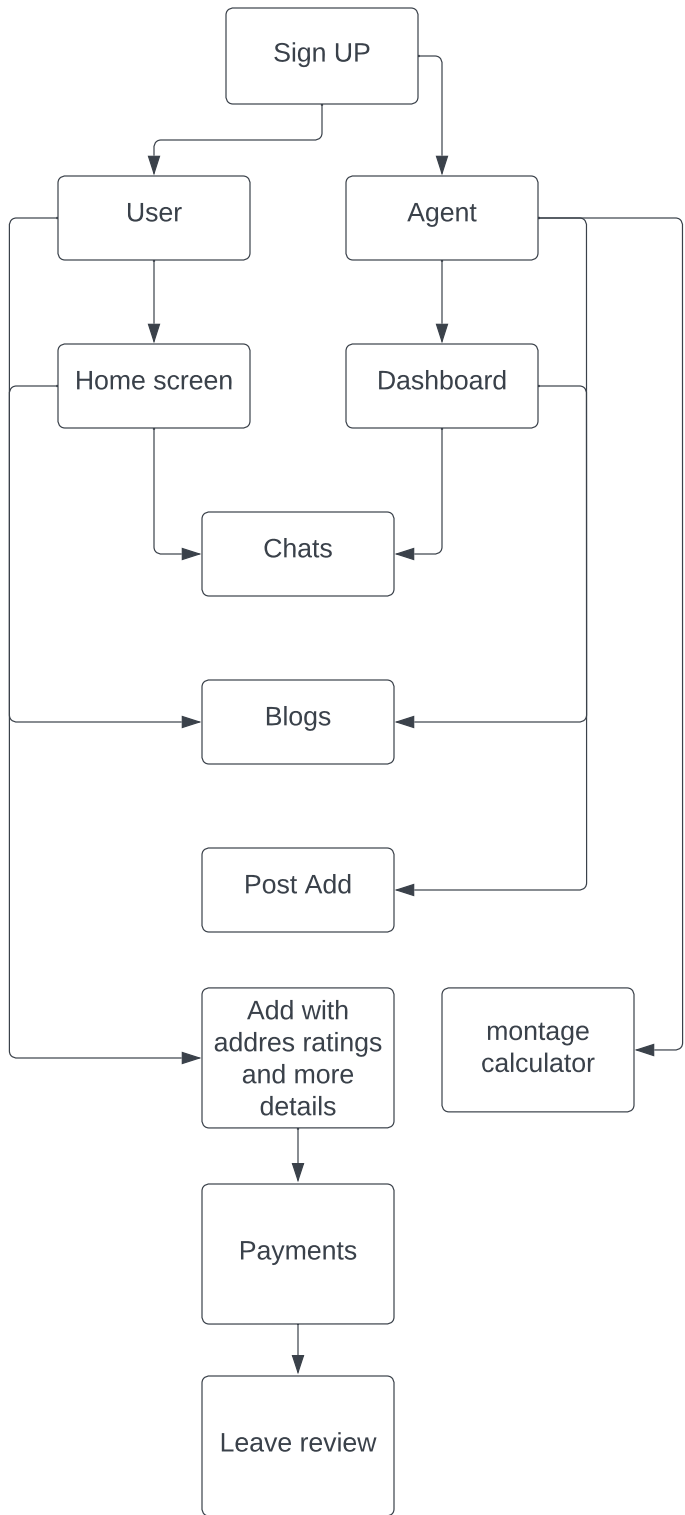 Sign UP
User
Agent
Home screen
Dashboard
Chats
Blogs
Post Add
Add with
addres ratings
and more
details
montage
calculator
Payments
Leave review